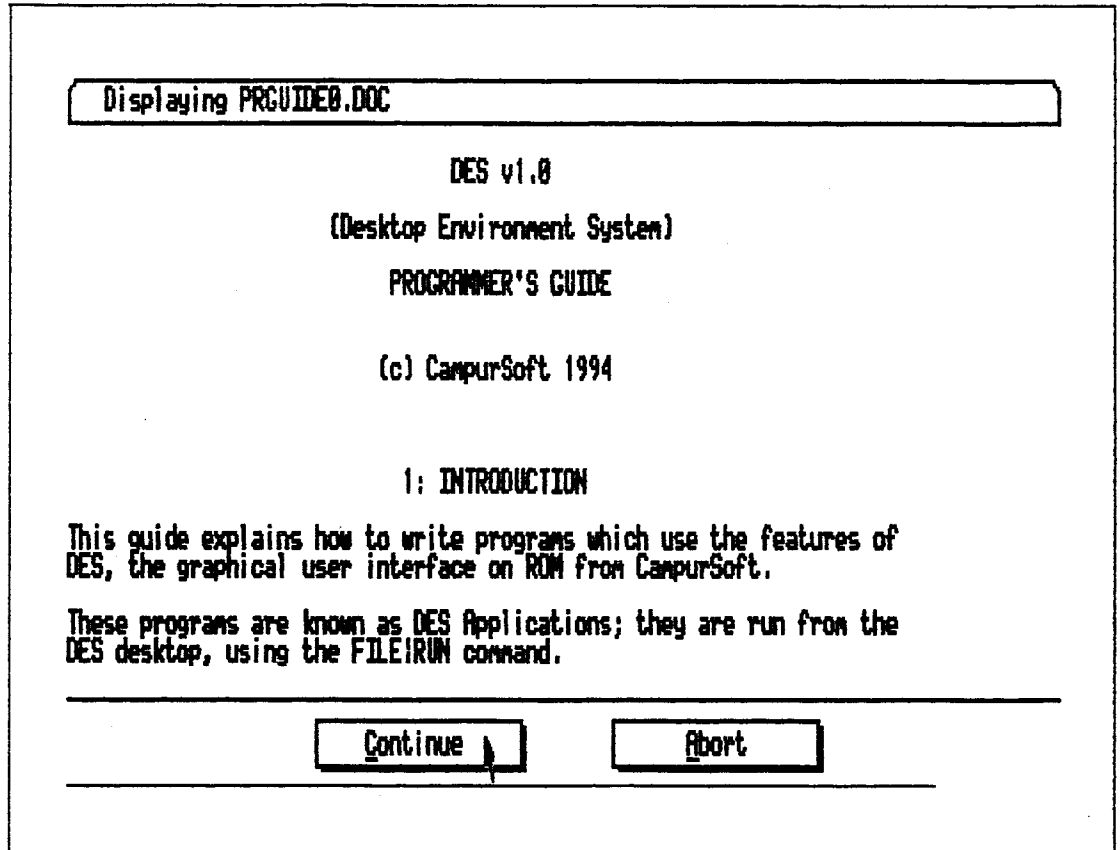 Displaying PRGUIDE0.DOC
DES v1.0
(Desktop Environment System)
PROGRAMMER'S GUIDE
(c) CampurSoft 1994
1: INTRODUCTION
This guide explains how to write programs which use the features of
DES, the graphical user interface on ROM from CampurSoft.
These programs are known as DES Applications; they are run from the
DES desktop, using the FILE|RUN command.
Continue
Abort